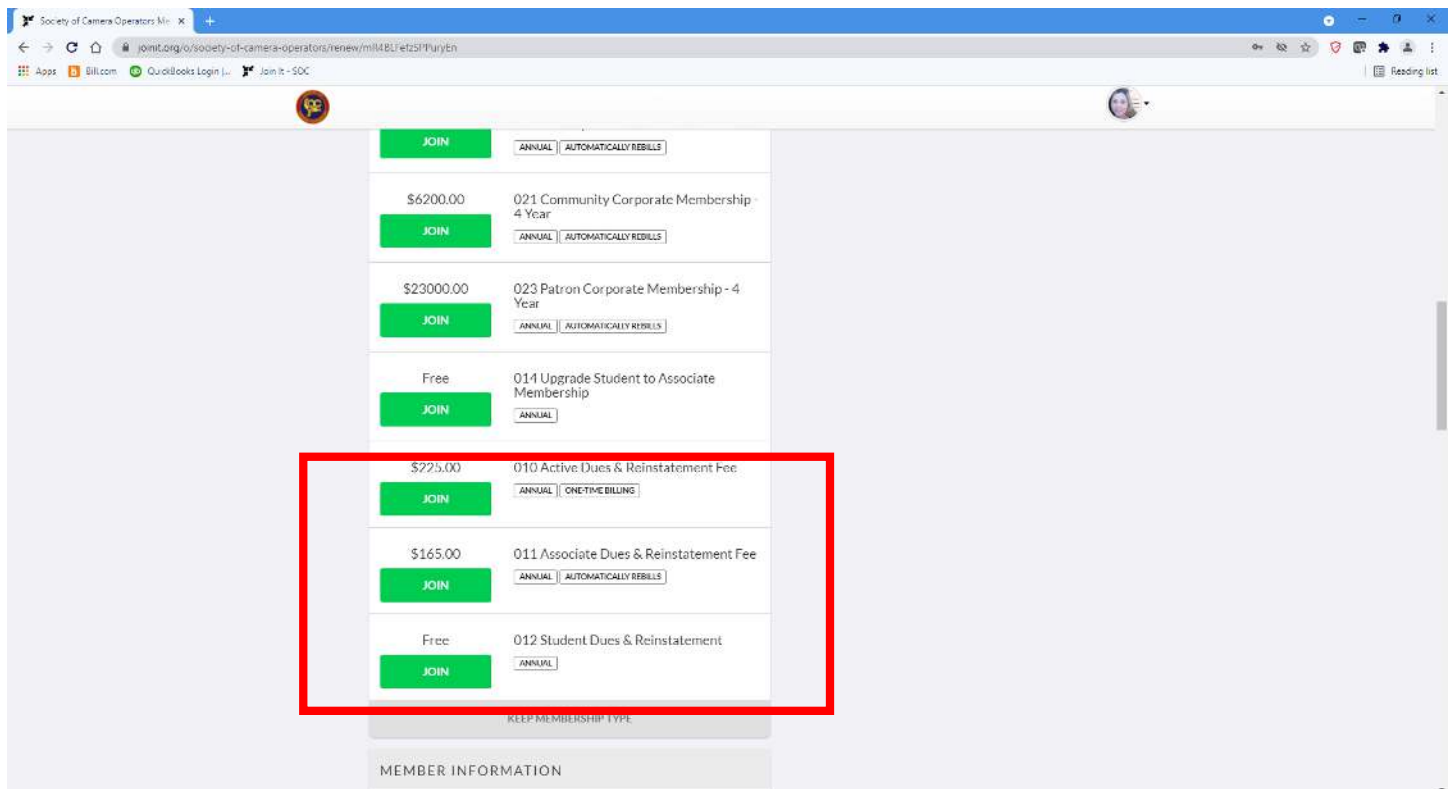 Society of Camera Operators Me
joinit.org/o/society-of-camera-operators/renew/
Apps Bill.com QuickBooks Login |... Join It - SOC Reading list
JOIN
ANNUAL AUTOMATICALLY REBILLS
$6200.00 021 Community Corporate Membership -
4 Year
JOIN
ANNUAL AUTOMATICALLY REBILLS
$23000.00 023 Patron Corporate Membership - 4
Year
JOIN
ANNUAL AUTOMATICALLY REBILLS
Free 014 Upgrade Student to Associate
Membership
JOIN
ANNUAL
$225.00 010 Active Dues & Reinstatement Fee
JOIN
ANNUAL ONE-TIME BILLING
$165.00 011 Associate Dues & Reinstatement Fee
JOIN
ANNUAL AUTOMATICALLY REBILLS
Free 012 Student Dues & Reinstatement
JOIN
ANNUAL
KEEP MEMBERSHIP TYPE
MEMBER INFORMATION